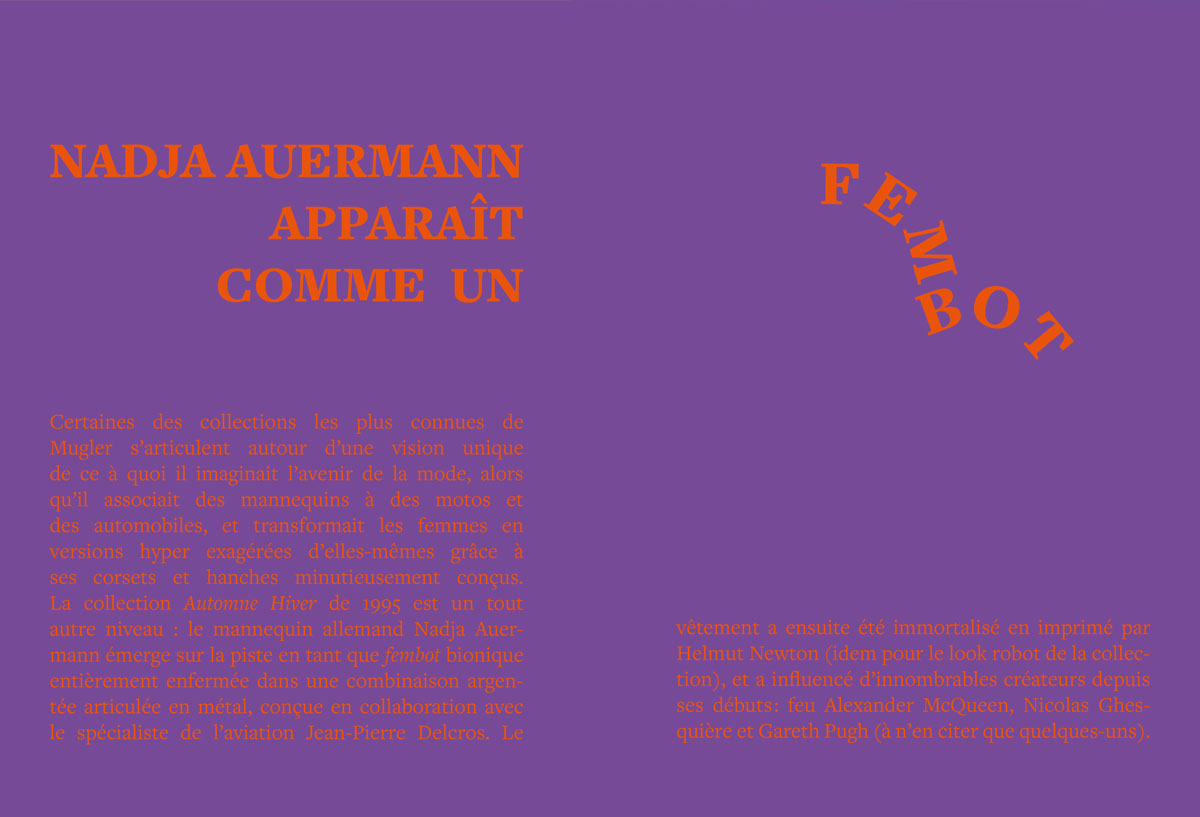 NADJA AUERMANN
APPARAÎT
COMME UN
FEMBOT
Certaines des collections les plus connues de
Mugler s’articulent autour d’une vision unique
de ce à quoi il imaginait l’avenir de la mode, alors
qu’il associait des mannequins à des motos et
des automobiles, et transformait les femmes en
versions hyper exagérées d’elles-mêmes grâce à
ses corsets et hanches minutieusement conçus.
La collection Automne Hiver de 1995 est un tout
autre niveau : le mannequin allemand Nadja Auer-
mann émerge sur la piste en tant que fembot bionique
entièrement enfermée dans une combinaison argen-
tée articulée en métal, conçue en collaboration avec
le spécialiste de l’aviation Jean-Pierre Delcros. Le
vêtement a ensuite été immortalisé en imprimé par
Helmut Newton (idem pour le look robot de la collec-
tion), et a influencé d’innombrables créateurs depuis
ses débuts : feu Alexander McQueen, Nicolas Ghes-
quière et Gareth Pugh (à n’en citer que quelques-uns).